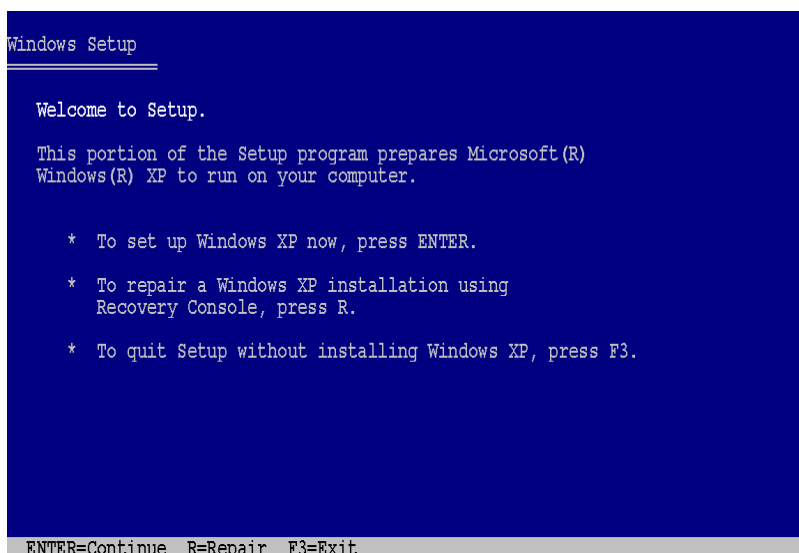 Windows Setup
Welcome to Setup.
This portion of the Setup program prepares Microsoft(R)
Windows(R) XP to run on your computer.
* To set up Windows XP now, press ENTER.
* To repair a Windows XP installation using
Recovery Console, press R.
* To quit Setup without installing Windows XP, press F3.
ENTER=Continue R=Repair F3=Exit